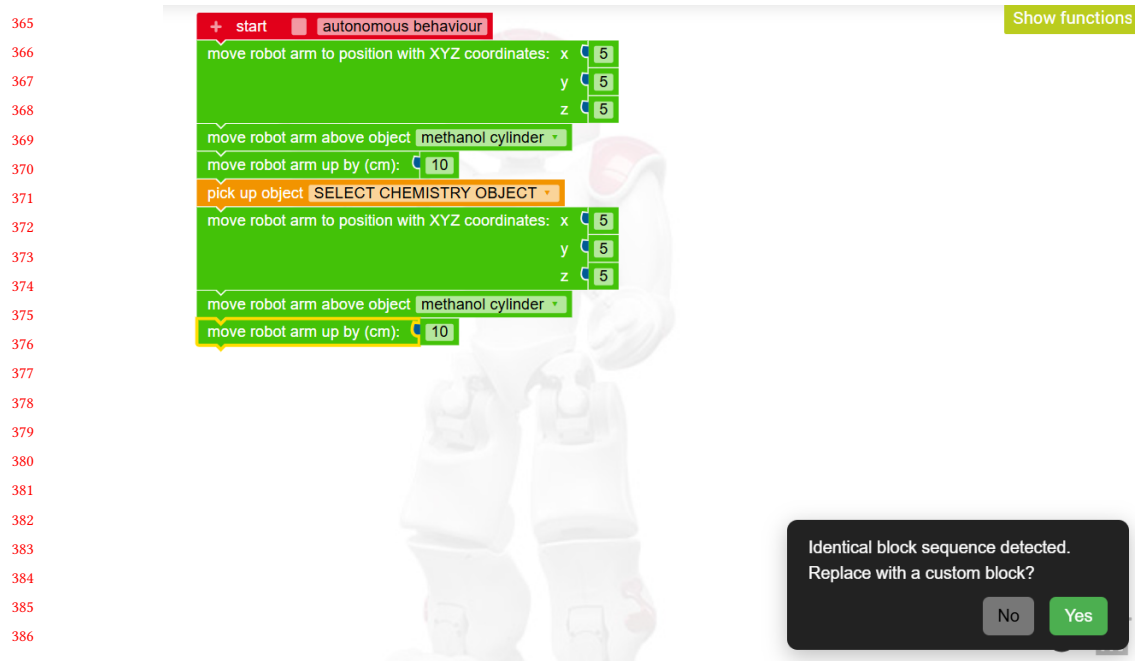 365
366
367
368
369
370
371
372
373
374
375
376
377
378
379
380
381
382
383
384
385
386
Show functions
+ start autonomous behaviour
move robot arm to position with XYZ coordinates: x 5
y 5
z 5
move robot arm above object methanol cylinder
move robot arm up by (cm): 10
pick up object SELECT CHEMISTRY OBJECT
move robot arm to position with XYZ coordinates: x 5
y 5
z 5
move robot arm above object methanol cylinder
move robot arm up by (cm): 10
Identical block sequence detected.
Replace with a custom block?
No Yes